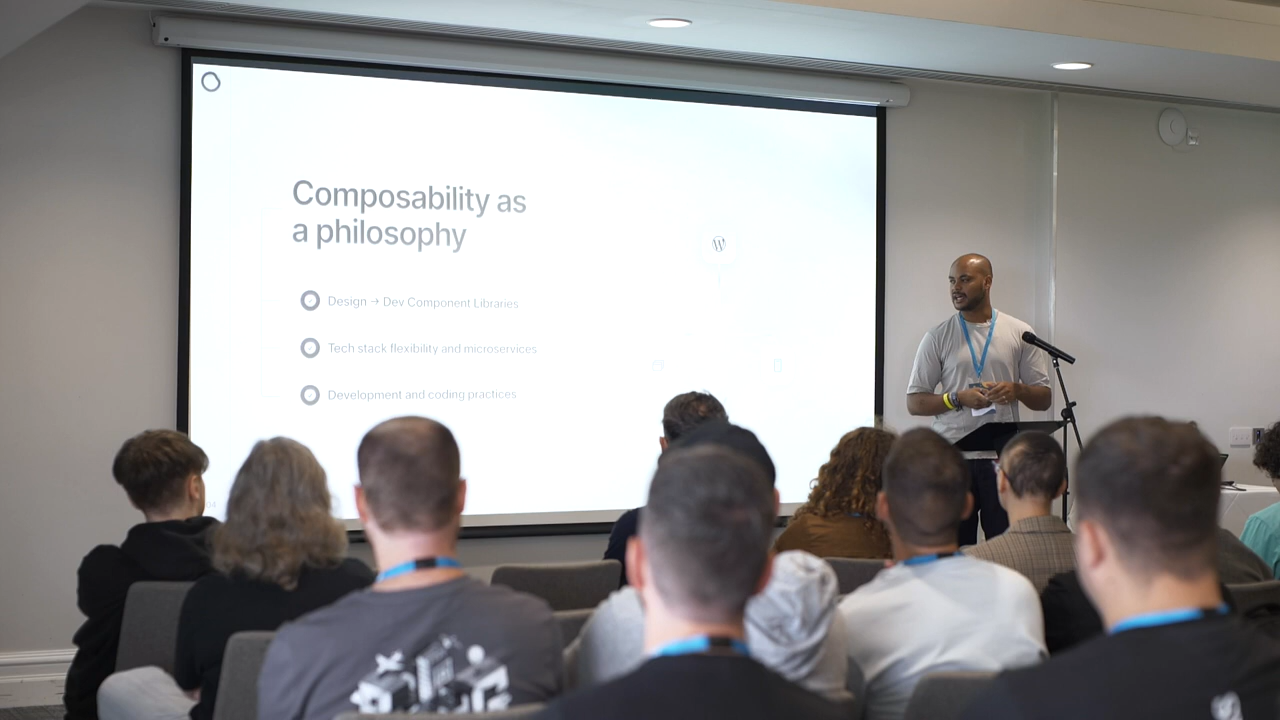 Composability as
a philosophy
Design → Dev Component Libraries
Tech stack flexibility and microservices
Development and coding practices